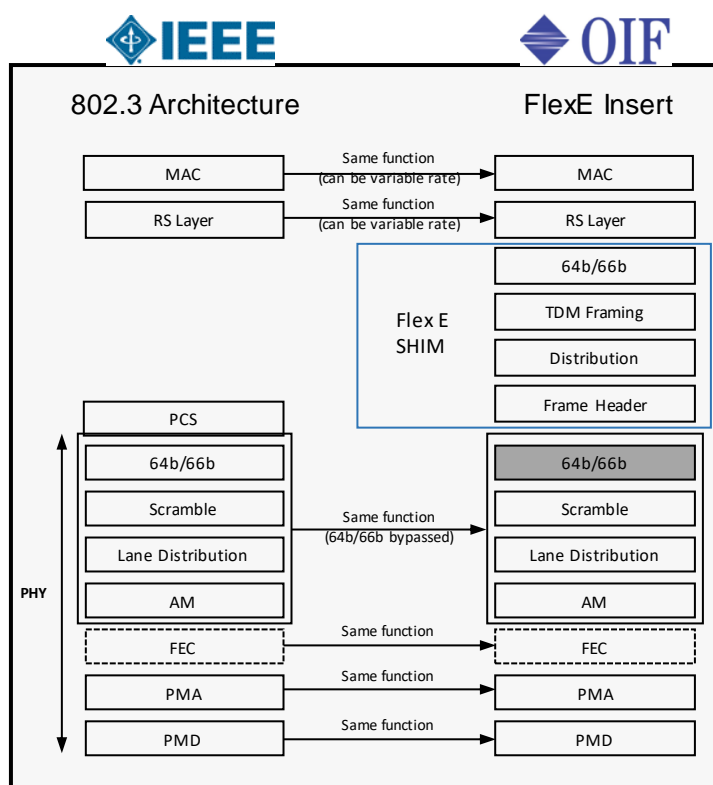 IEEE
OIF
802.3 Architecture
FlexE Insert
MAC
Same function
(can be variable rate)
MAC
RS Layer
Same function
(can be variable rate)
RS Layer
Flex E
SHIM
64b/66b
TDM Framing
Distribution
Frame Header
PCS
PHY
64b/66b
Scramble
Lane Distribution
AM
Same function
(64b/66b bypassed)
64b/66b
Scramble
Lane Distribution
AM
FEC
Same function
FEC
PMA
Same function
PMA
PMD
Same function
PMD